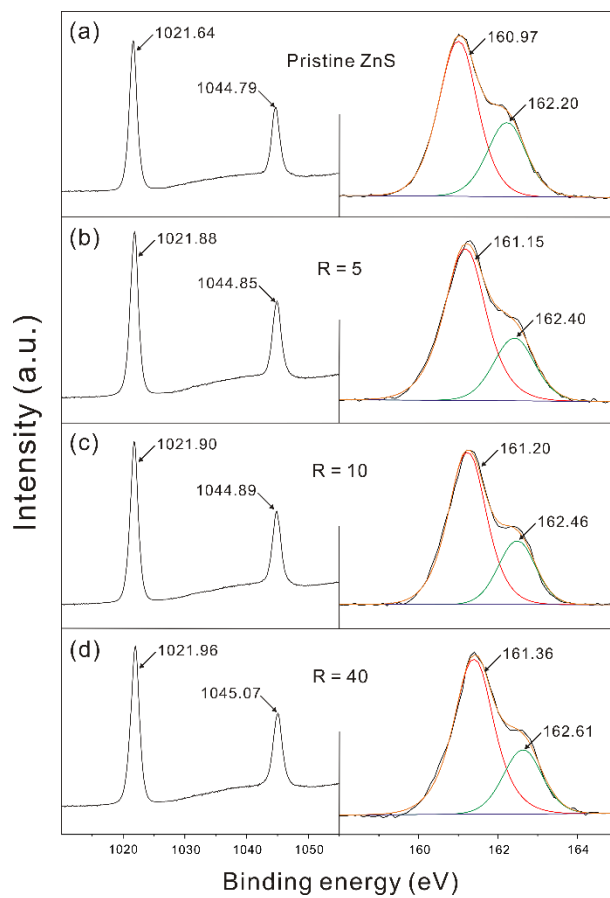 (a)
1021.64
1044.79
Pristine ZnS
160.97
162.20
(b)
1021.88
1044.85
R = 5
161.15
162.40
(c)
1021.90
1044.89
R = 10
161.20
162.46
(d)
1021.96
1045.07
R = 40
161.36
162.61
Intensity (a.u.)
1020 1030 1040 1050 160 162 164
Binding energy (eV)